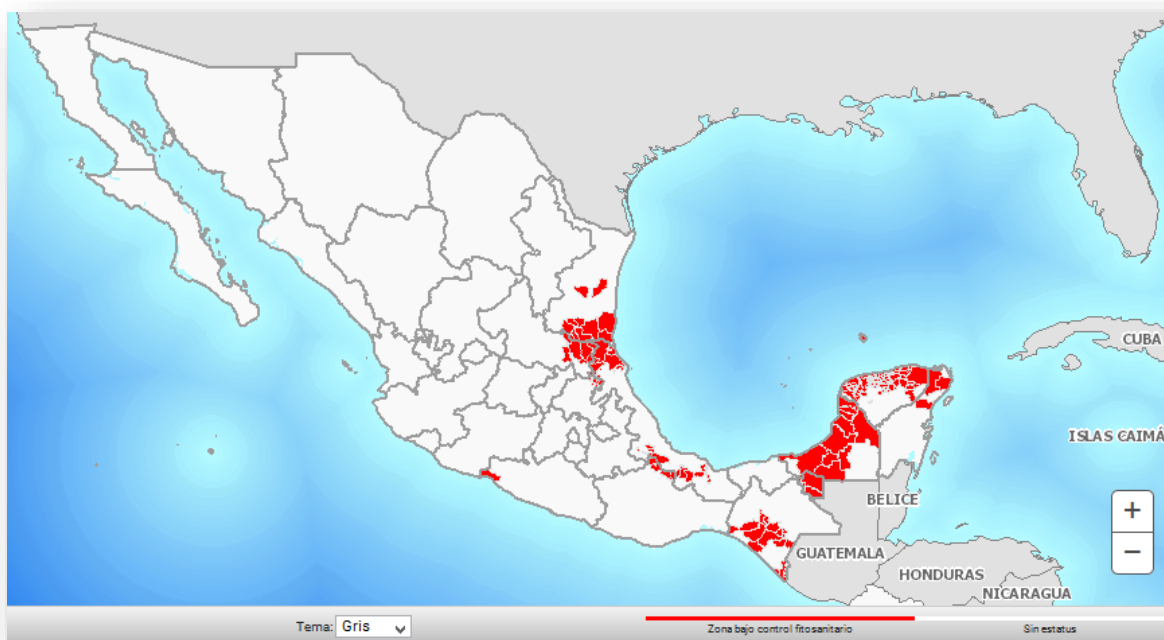 CUBA
ISLAS CAIMÁ
BELICE
GUATEMALA
HONDURAS
NICARAGUA
+
−
Tema: Gris
Zona bajo control fitosanitario
Sin estatus